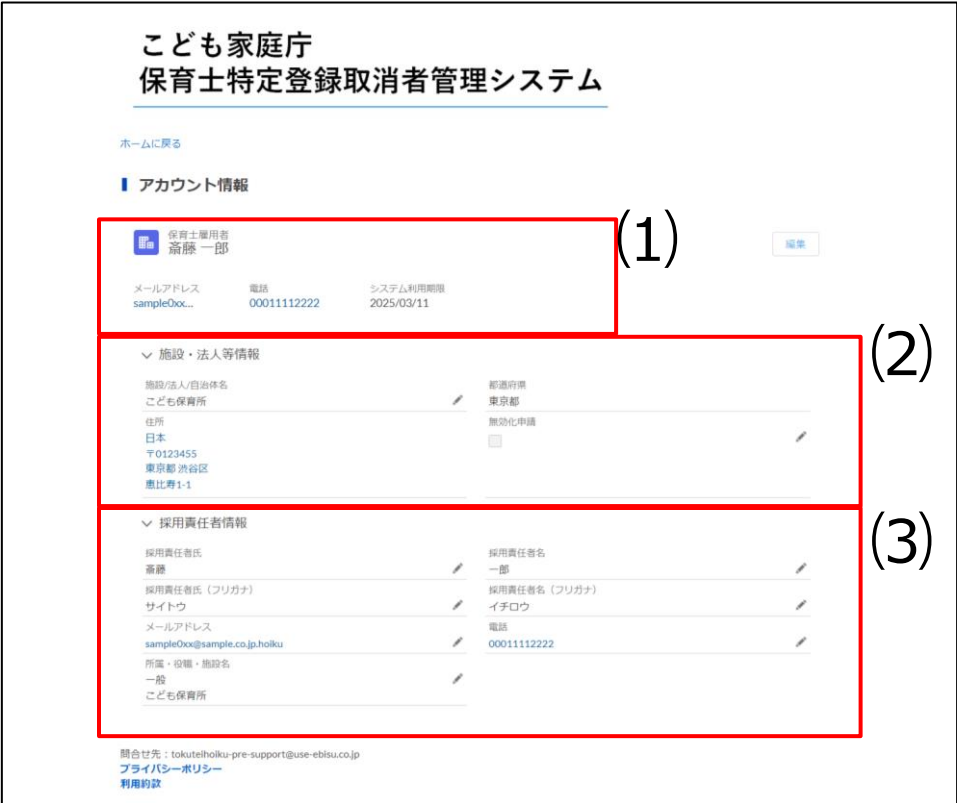 こども家庭庁
保育士特定登録取消者管理システム
ホームに戻る
アカウント情報
(1)
保育士雇用者
斎藤 一郎
編集
メールアドレス 電話 システム利用期限
sample0xx... 00011112222 2025/03/11
(2)
施設・法人等情報
施設/法人/自治体名 都道府県
こども保育所 東京都
住所 無効化申請
日本
〒0123455
東京都 渋谷区
恵比寿1-1
(3)
採用責任者情報
採用責任者氏 採用責任者名
斎藤 一郎
採用責任者氏（フリガナ） 採用責任者名（フリガナ）
サイトウ イチロウ
メールアドレス 電話
sample0xx@sample.co.jp.hoiku 00011112222
所属・役職・施設名
一般
こども保育所
問合せ先：tokuteihoiku-pre-support@use-ebisu.co.jp
プライバシーポリシー
利用約款